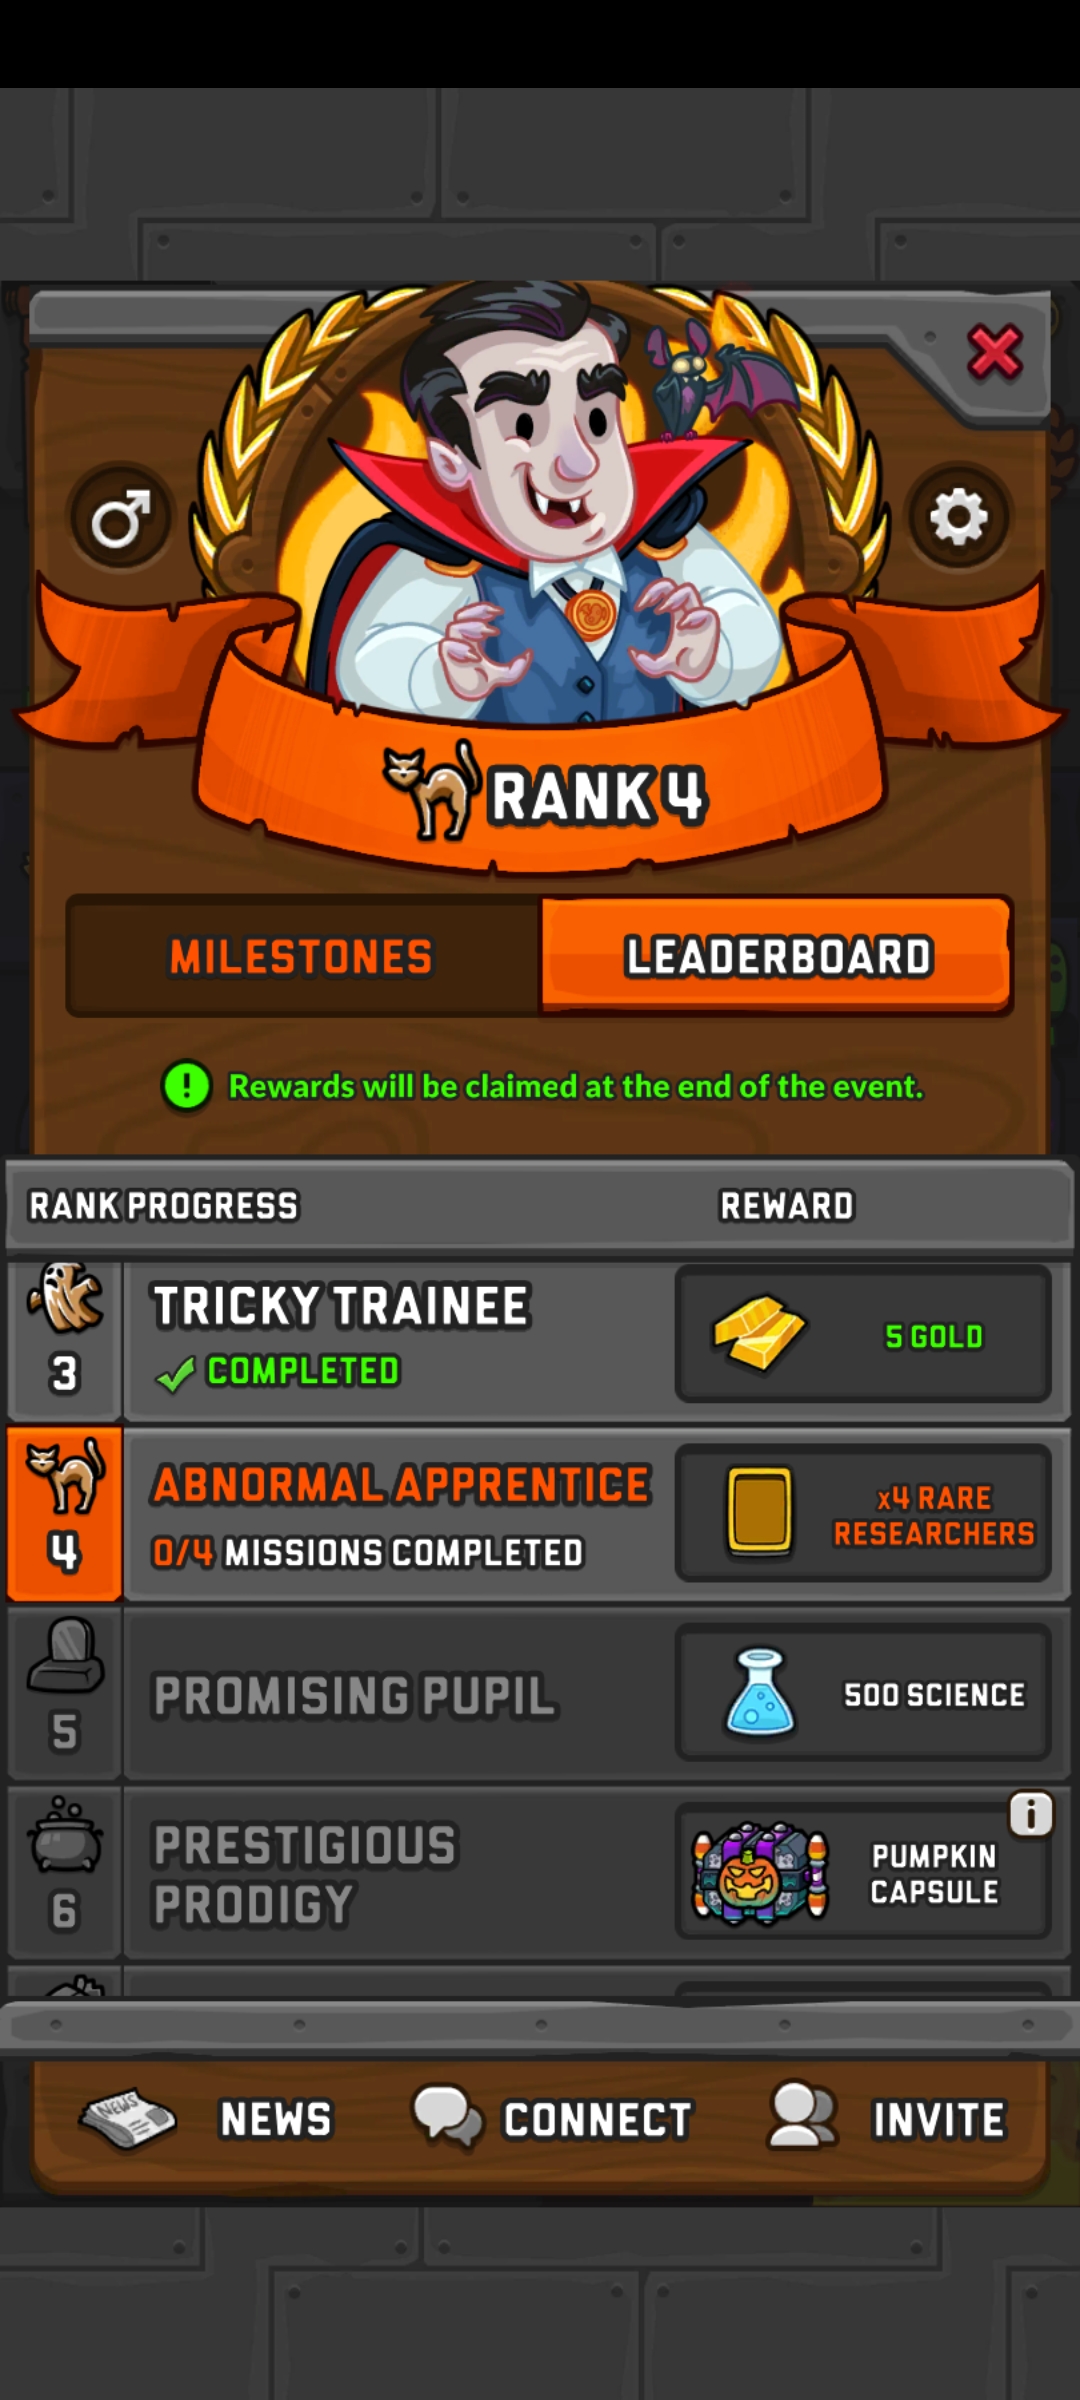 RANK 4
MILESTONES
LEADERBOARD
! Rewards will be claimed at the end of the event.
RANK PROGRESS
REWARD
3
TRICKY TRAINEE
COMPLETED
5 GOLD
4
ABNORMAL APPRENTICE
0/4 MISSIONS COMPLETED
x4 RARE
RESEARCHERS
5
PROMISING PUPIL
500 SCIENCE
6
PRESTIGIOUS
PRODIGY
i
PUMPKIN
CAPSULE
NEWS
NEWS
CONNECT
INVITE